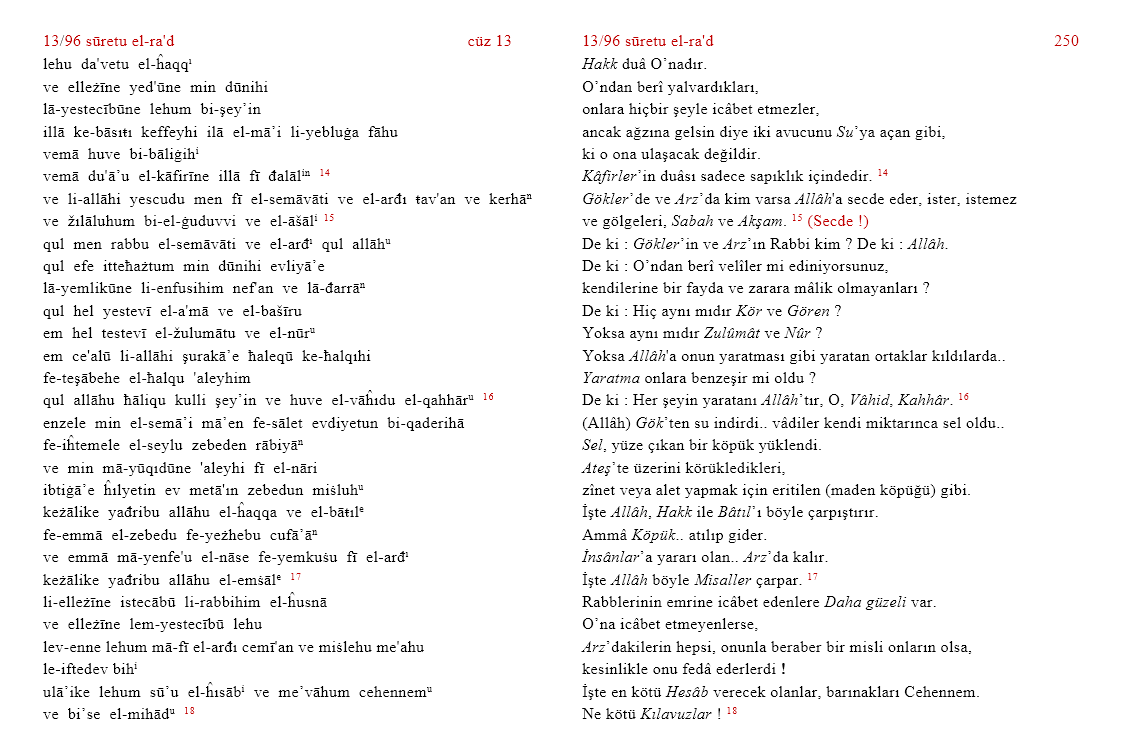 13/96 sūretu el-ra'd cüz 13
lehu da'vetu el-ĥaqqⁱ
ve elleżīne yed'ūne min dūnihi
lā-yestecībūne lehum bi-şey’in
illā ke-bāsıŧı keffeyhi ilā el-mā’i li-yebluġa fāhu
vemā huve bi-bāliġihⁱ
vemā du'ā’u el-kāfirīne illā fī đalālⁱⁿ ¹⁴
ve li-allāhi yescudu men fī el-semāvāti ve el-arđı ŧav'an ve kerhāⁿ
ve žılāluhum bi-el-ġuduvvi ve el-āšālⁱ ¹⁵
qul men rabbu el-semāvāti ve el-arđⁱ qul allāhᵘ
qul efe itteħażtum min dūnihi evliyā’e
lā-yemlikūne li-enfusihim nef'an ve lā-đarrāⁿ
qul hel yestevī el-a'mā ve el-bašīru
em hel testevī el-žulumātu ve el-nūrᵘ
em ce'alū li-allāhi şurakā’e ħaleqū ke-ħalqıhi
fe-teşābehe el-ħalqu 'aleyhim
qul allāhu ħāliqu kulli şey’in ve huve el-vāĥıdu el-qahhārᵘ ¹⁶
enzele min el-semā’i mā’en fe-sālet evdiyetun bi-qaderihā
fe-iĥtemele el-seylu zebeden rābiyāⁿ
ve min mā-yūqıdūne 'aleyhi fī el-nāri
ibtiġā’e ĥılyetin ev metā'ın zebedun miśluhᵘ
keżālike yađribu allāhu el-ĥaqqa ve el-bāŧılᵉ
fe-emmā el-zebedu fe-yeżhebu cufā’āⁿ
ve emmā mā-yenfe'u el-nāse fe-yemkuśu fī el-arđⁱ
keżālike yađribu allāhu el-emśālᵉ ¹⁷
li-elleżīne istecābū li-rabbihim el-ĥusnā
ve elleżīne lem-yestecībū lehu
lev-enne lehum mā-fī el-arđı cemī'an ve miślehu me'ahu
le-iftedev bihⁱ
ulā’ike lehum sū’u el-ĥısābⁱ ve me’vāhum cehennemᵘ
ve bi’se el-mihādᵘ ¹⁸
13/96 sūretu el-ra'd 250
Hakk duâ O’nadır.
O’ndan berî yalvardıkları,
onlara hiçbir şeyle icâbet etmezler,
ancak ağzına gelsin diye iki avucunu Su’ya açan gibi,
ki o ona ulaşacak değildir.
Kâfirler’in duâsı sadece sapıklık içindedir. ¹⁴
Gökler’de ve Arz’da kim varsa Allâh'a secde eder, ister, istemez
ve gölgeleri, Sabah ve Akşam. ¹⁵ (Secde !)
De ki : Gökler’in ve Arz’ın Rabbi kim ? De ki : Allâh.
De ki : O’ndan berî velîler mi ediniyorsunuz,
kendilerine bir fayda ve zarara mâlik olmayanları ?
De ki : Hiç aynı mıdır Kör ve Gören ?
Yoksa aynı mıdır Zulûmât ve Nûr ?
Yoksa Allâh'a onun yaratması gibi yaratan ortaklar kıldılarda..
Yaratma onlara benzeşir mi oldu ?
De ki : Her şeyin yaratanı Allâh’tır, O, Vâhid, Kahhâr. ¹⁶
(Allâh) Gök’ten su indirdi.. vâdiler kendi miktarınca sel oldu..
Sel, yüze çıkan bir köpük yüklendi.
Ateş’te üzerini körükledikleri,
zînet veya alet yapmak için eritilen (maden köpüğü) gibi.
İşte Allâh, Hakk ile Bâtıl’ı böyle çarpıştırır.
Ammâ Köpük.. atılıp gider.
İnsânlar’a yararı olan.. Arz’da kalır.
İşte Allâh böyle Misaller çarpar. ¹⁷
Rabblerinin emrine icâbet edenlere Daha güzeli var.
O’na icâbet etmeyenlerse,
Arz’dakilerin hepsi, onunla beraber bir misli onların olsa,
kesinlikle onu fedâ ederlerdi !
İşte en kötü Hesâb verecek olanlar, barınakları Cehennem.
Ne kötü Kılavuzlar ! ¹⁸